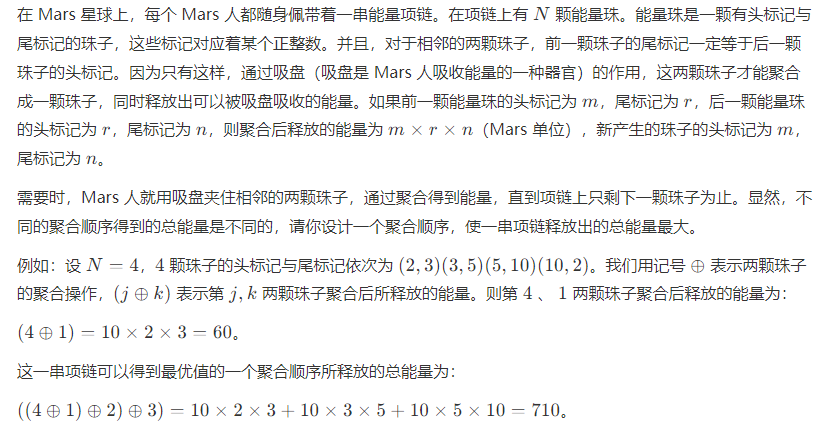 在 Mars 星球上，每个 Mars 人都随身佩带着一串能量项链。在项链上有 N 颗能量珠。能量珠是一颗有头标记与
尾标记的珠子，这些标记对应着某个正整数。并且，对于相邻的两颗珠子，前一颗珠子的尾标记一定等于后一颗
珠子的头标记。因为只有这样，通过吸盘（吸盘是 Mars 人吸收能量的一种器官）的作用，这两颗珠子才能聚合
成一颗珠子，同时释放出可以被吸盘吸收的能量。如果前一颗能量珠的头标记为 m，尾标记为 r，后一颗能量珠
的头标记为 r，尾标记为 n，则聚合后释放的能量为 m × r × n（Mars 单位），新产生的珠子的头标记为 m，
尾标记为 n。
需要时，Mars 人就用吸盘夹住相邻的两颗珠子，通过聚合得到能量，直到项链上只剩下一颗珠子为止。显然，不
同的聚合顺序得到的总能量是不同的，请你设计一个聚合顺序，使一串项链释放出的总能量最大。
例如：设 N = 4，4 颗珠子的头标记与尾标记依次为 (2, 3)(3, 5)(5, 10)(10, 2)。我们用记号 ⊕ 表示两颗珠子
的聚合操作，(j ⊕ k) 表示第 j, k 两颗珠子聚合后所释放的能量。则第 4 、 1 两颗珠子聚合后释放的能量为：
(4 ⊕ 1) = 10 × 2 × 3 = 60。
这一串项链可以得到最优值的一个聚合顺序所释放的总能量为：
((4 ⊕ 1) ⊕ 2) ⊕ 3) = 10 × 2 × 3 + 10 × 3 × 5 + 10 × 5 × 10 = 710。